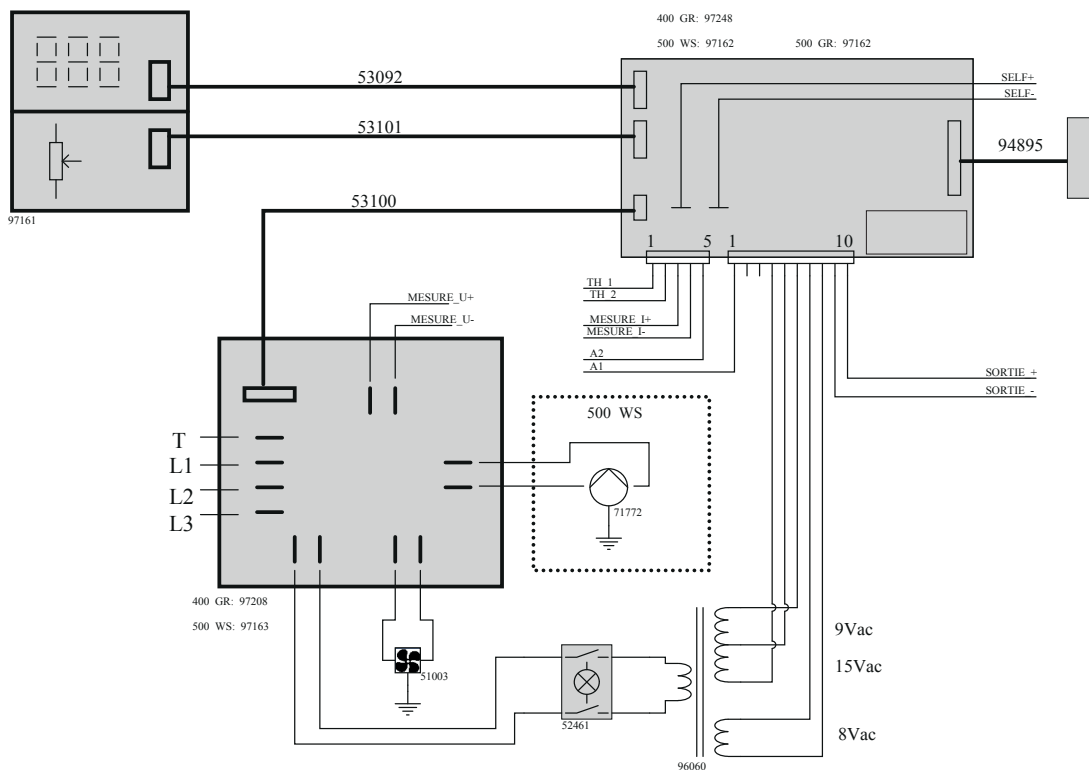 400 GR: 97248
500 WS: 97162 500 GR: 97162
53092
SELF+
SELF-
53101
94895
53100
97161
1 5 1 10
TH_1
TH_2
MESURE_U+
MESURE_I+
MESURE_U-
MESURE_I-
A2
A1
SORTIE_+
SORTIE_-
500 WS
T
L1
L2
L3
71772
400 GR: 97208
500 WS: 97163
9Vac
15Vac
51003
52461
8Vac
96060